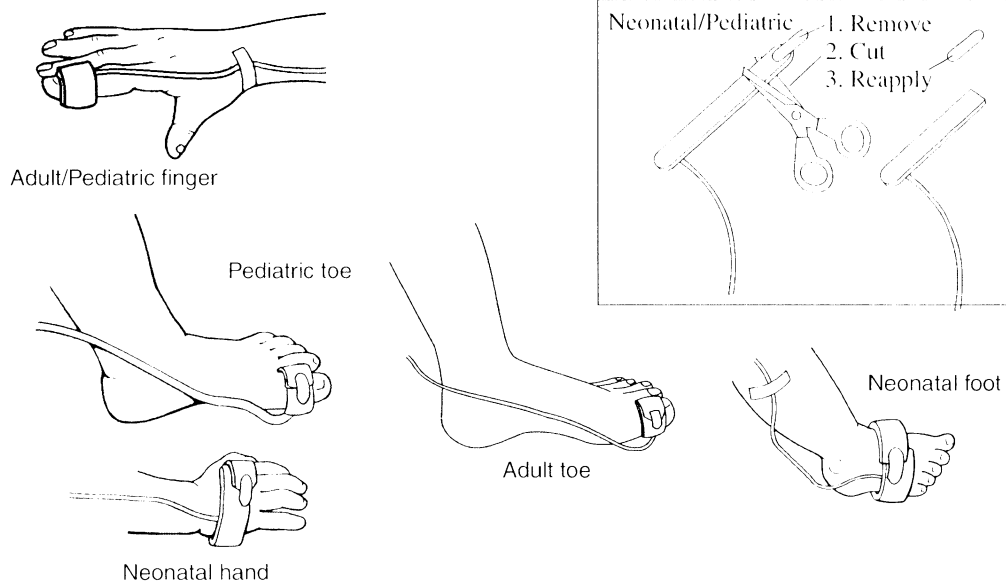 Neonatal/Pediatric
1. Remove
2. Cut
3. Reapply
Adult/Pediatric finger
Pediatric toe
Neonatal foot
Adult toe
Neonatal hand